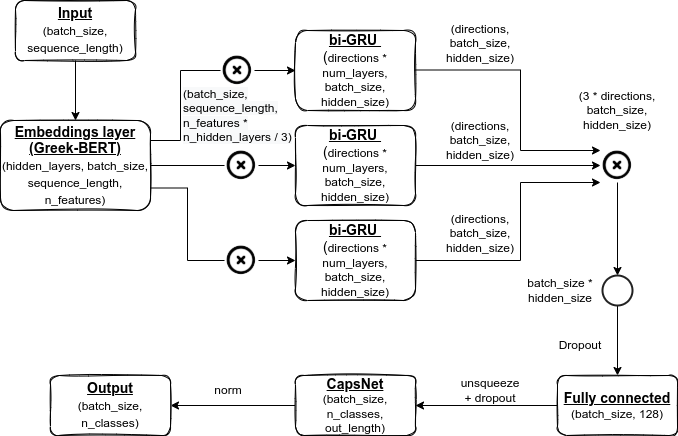 Input
(batch_size,
sequence_length)
Embeddings layer
(Greek-BERT)
(hidden_layers, batch_size,
sequence_length,
n_features)
(batch_size,
sequence_length,
n_features *
n_hidden_layers / 3)
bi-GRU
(directions *
num_layers,
batch_size,
hidden_size)
bi-GRU
(directions *
num_layers,
batch_size,
hidden_size)
bi-GRU
(directions *
num_layers,
batch_size,
hidden_size)
(directions,
batch_size,
hidden_size)
(directions,
batch_size,
hidden_size)
(directions,
batch_size,
hidden_size)
(3 * directions,
batch_size,
hidden_size)
batch_size *
hidden_size
Dropout
Fully connected
(batch_size, 128)
unsqueeze
+ dropout
CapsNet
(batch_size,
n_classes,
out_length)
norm
Output
(batch_size,
n_classes)